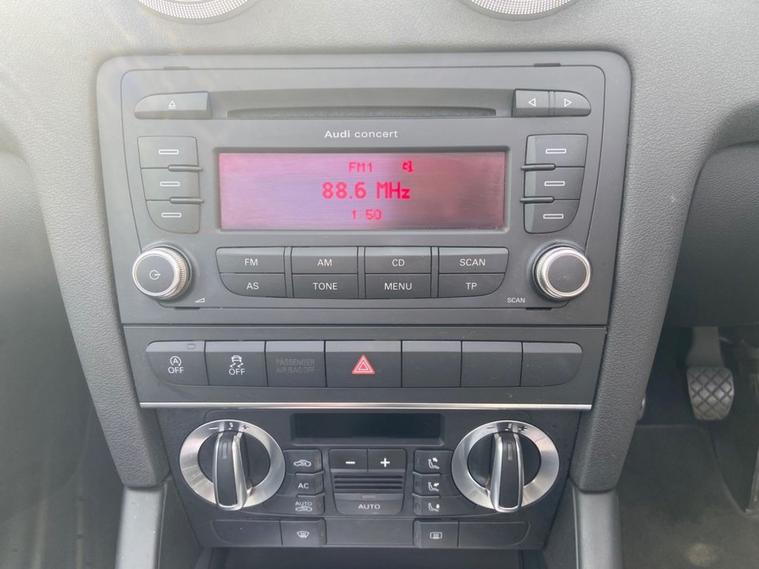 Audi concert
FM1
88.6 MHz
1 50
FM AM CD SCAN
AS TONE MENU TP
SCAN
A OFF OFF PASSENGER AIR BAG OFF
AC
AUTO AUTO